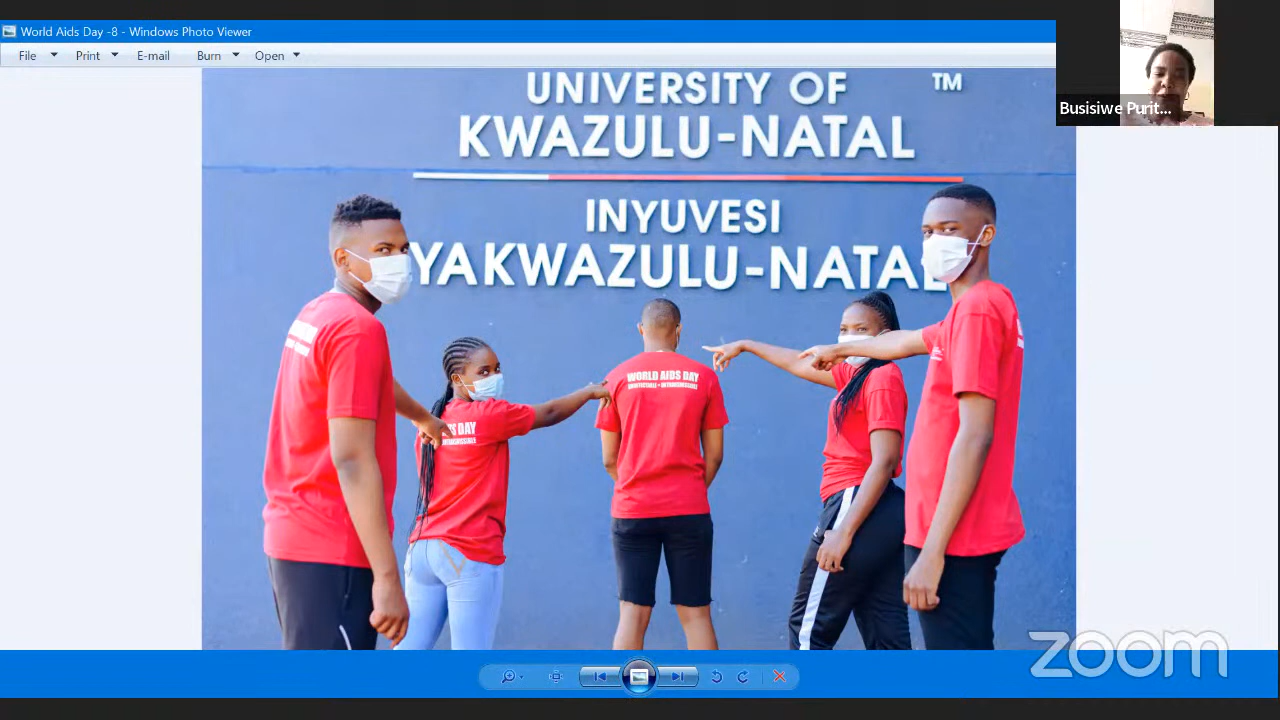 World Aids Day -8 - Windows Photo Viewer
File Print E-mail Burn Open
Busisiwe Purit...
UNIVERSITY OF TM
KWAZULU-NATAL
INYUVESI
YAKWAZULU-NATAL
WORLD AIDS DAY
S DAY
zoom